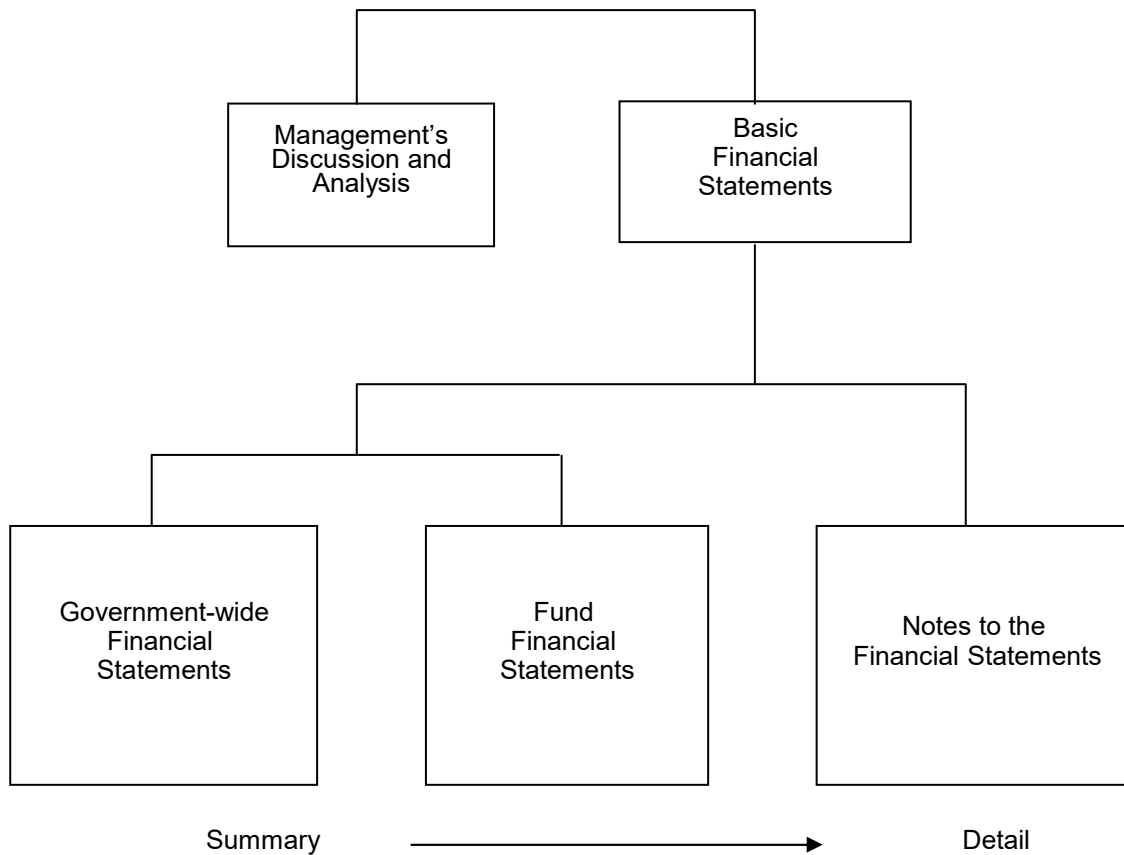 Management’s
Discussion and
Analysis
Basic
Financial
Statements
Government-wide
Financial
Statements
Fund
Financial
Statements
Notes to the
Financial Statements
Summary
Detail